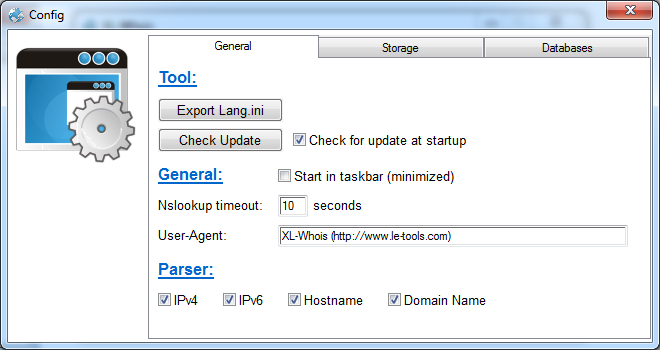 Config
General Storage Databases
Tool:
Export Lang.ini
Check Update Check for update at startup
General: Start in taskbar (minimized)
Nslookup timeout: 10 seconds
User-Agent: XL-Whois (http://www.le-tools.com)
Parser:
IPv4 IPv6 Hostname Domain Name